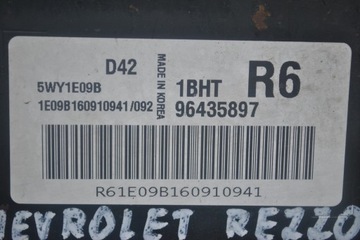 D42
MADE IN KOREA
1BHT R6
5WY1E09B
1E09B160910941/092
96435897
R61E09B160910941
HEVROLET REZZO